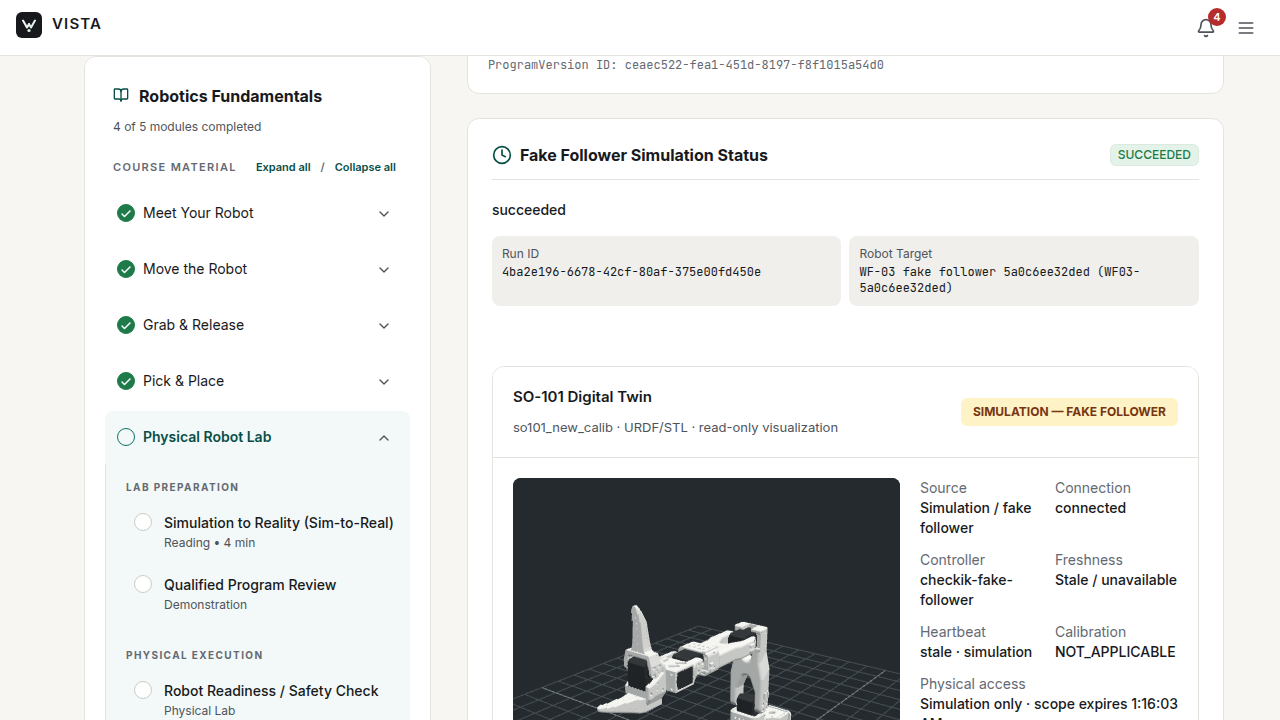 VISTA
4
Robotics Fundamentals
4 of 5 modules completed
COURSE MATERIAL
Expand all / Collapse all
Meet Your Robot
Move the Robot
Grab & Release
Pick & Place
Physical Robot Lab
LAB PREPARATION
Simulation to Reality (Sim-to-Real)
Reading • 4 min
Qualified Program Review
Demonstration
PHYSICAL EXECUTION
Robot Readiness / Safety Check
Physical Lab
ProgramVersion ID: ceaec522-fea1-451d-8197-f8f1015a54d0
Fake Follower Simulation Status
SUCCEEDED
succeeded
Run ID
4ba2e196-6678-42cf-80af-375e00fd450e
Robot Target
WF-03 fake follower 5a0c6ee32ded (WF03-
5a0c6ee32ded)
SO-101 Digital Twin
so101_new_calib · URDF/STL · read-only visualization
SIMULATION — FAKE FOLLOWER
Source
Simulation / fake
follower
Connection
connected
Controller
checkik-fake-
follower
Freshness
Stale / unavailable
Heartbeat
stale · simulation
Calibration
NOT_APPLICABLE
Physical access
Simulation only · scope expires 1:16:03
AM